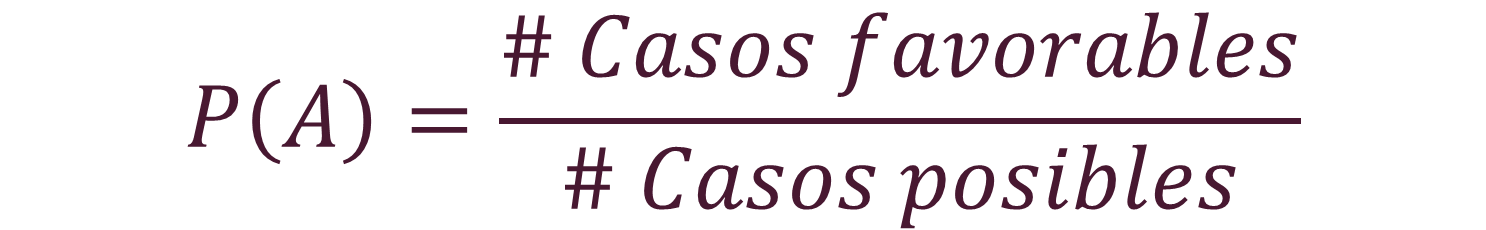 # Casos favorables
P(A) =
# Casos posibles